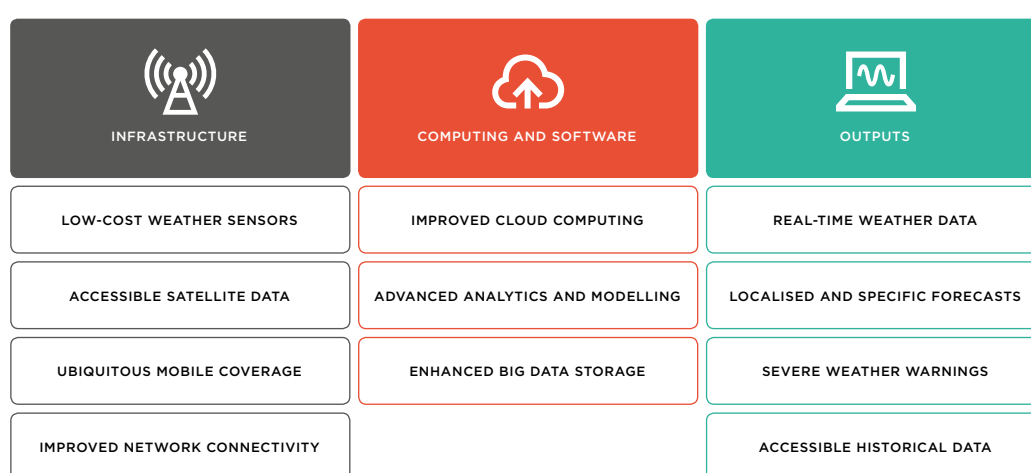 INFRASTRUCTURE
COMPUTING AND SOFTWARE
OUTPUTS
LOW-COST WEATHER SENSORS
IMPROVED CLOUD COMPUTING
REAL-TIME WEATHER DATA
ACCESSIBLE SATELLITE DATA
ADVANCED ANALYTICS AND MODELLING
LOCALISED AND SPECIFIC FORECASTS
UBIQUITOUS MOBILE COVERAGE
ENHANCED BIG DATA STORAGE
SEVERE WEATHER WARNINGS
IMPROVED NETWORK CONNECTIVITY
ACCESSIBLE HISTORICAL DATA